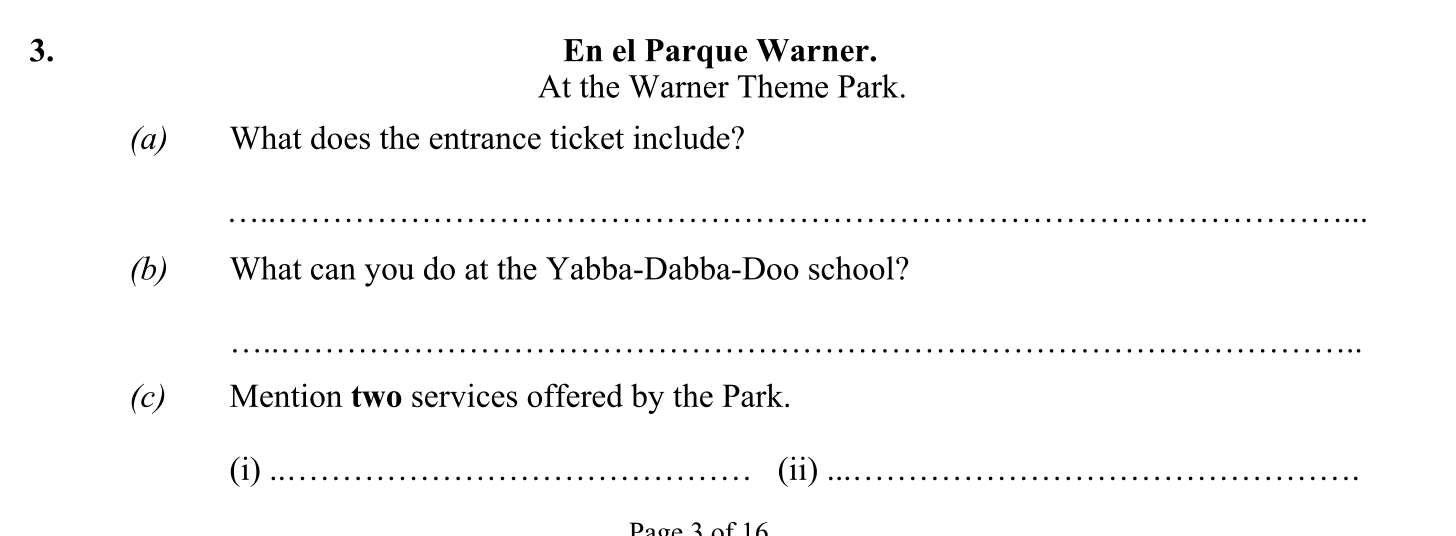 3. En el Parque Warner.
At the Warner Theme Park.
(a) What does the entrance ticket include?
…..……………………………………………………………………………………...
(b) What can you do at the Yabba-Dabba-Doo school?
…..……………………………………………………………………………………..
(c) Mention two services offered by the Park.
(i) ..…………………………………… (ii) ...…………………………………………….
Page 3 of 16